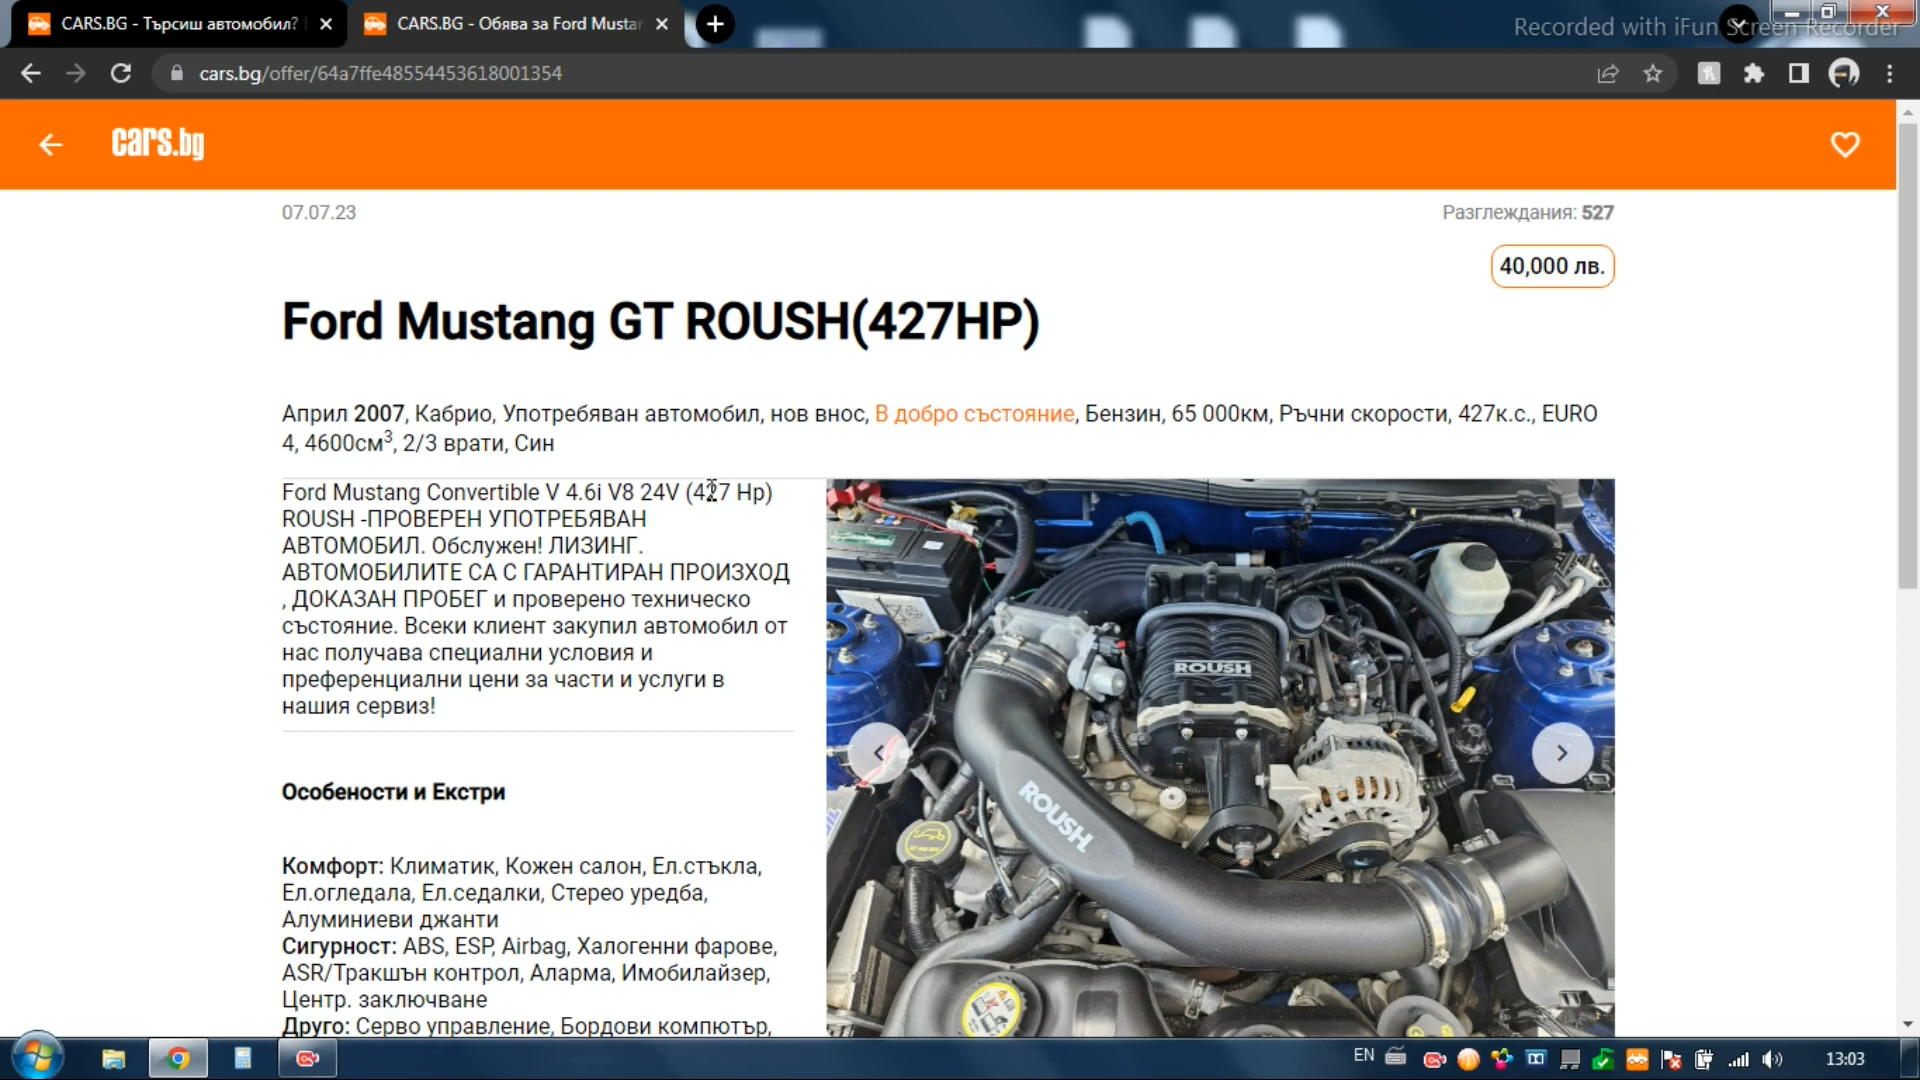 CARS.BG - Търсиш автомобил?
CARS.BG - Обява за Ford Mustan
Recorded with iFun Screen Recorder
cars.bg/offer/64a7ffe48554453618001354
cars.bg
07.07.23
Разглеждания: 527
40,000 лв.
Ford Mustang GT ROUSH(427HP)
Април 2007, Кабрио, Употребяван автомобил, нов внос, В добро състояние, Бензин, 65 000км, Ръчни скорости, 427к.с., EURO
4, 4600см3, 2/3 врати, Син
Ford Mustang Convertible V 4.6i V8 24V (427 Hp)
ROUSH -ПРОВЕРЕН УПОТРЕБЯВАН
АВТОМОБИЛ. Обслужен! ЛИЗИНГ.
АВТОМОБИЛИТЕ СА С ГАРАНТИРАН ПРОИЗХОД
, ДОКАЗАН ПРОБЕГ и проверено техническо
състояние. Всеки клиент закупил автомобил от
нас получава специални условия и
преференциални цени за части и услуги в
нашия сервиз!
Особености и Екстри
Комфорт: Климатик, Кожен салон, Ел.стъкла,
Ел.огледала, Ел.седалки, Стерео уредба,
Алуминиеви джанти
Сигурност: ABS, ESP, Airbag, Халогенни фарове,
ASR/Тракшън контрол, Аларма, Имобилайзер,
Центр. заключване
Друго: Серво управление, Бордови компютър,
ROUSH
ROUSH
EN
13:03